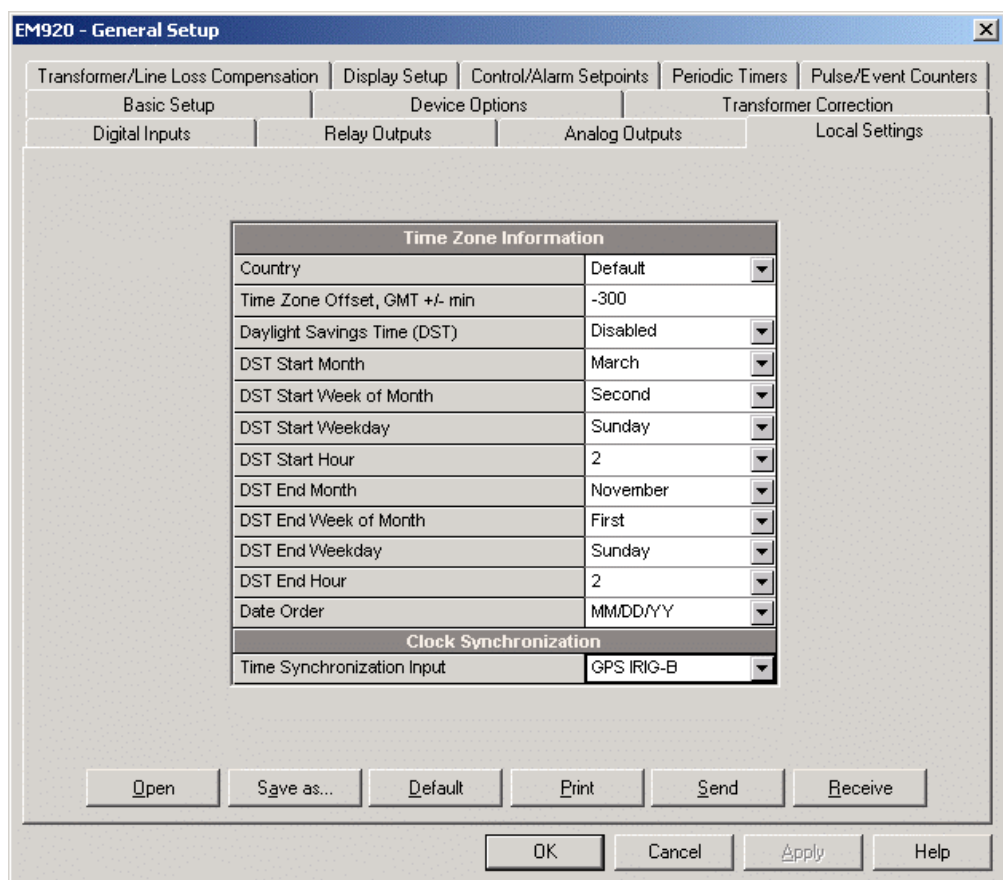 EM920 - General Setup
Transformer/Line Loss Compensation Display Setup Control/Alarm Setpoints Periodic Timers Pulse/Event Counters
Basic Setup Device Options Transformer Correction
Digital Inputs Relay Outputs Analog Outputs Local Settings
Time Zone Information
Country Default
Time Zone Offset, GMT +/- min -300
Daylight Savings Time (DST) Disabled
DST Start Month March
DST Start Week of Month Second
DST Start Weekday Sunday
DST Start Hour 2
DST End Month November
DST End Week of Month First
DST End Weekday Sunday
DST End Hour 2
Date Order MM/DD/YY
Clock Synchronization
Time Synchronization Input GPS IRIG-B
Open Save as... Default Print Send Receive
OK Cancel Apply Help